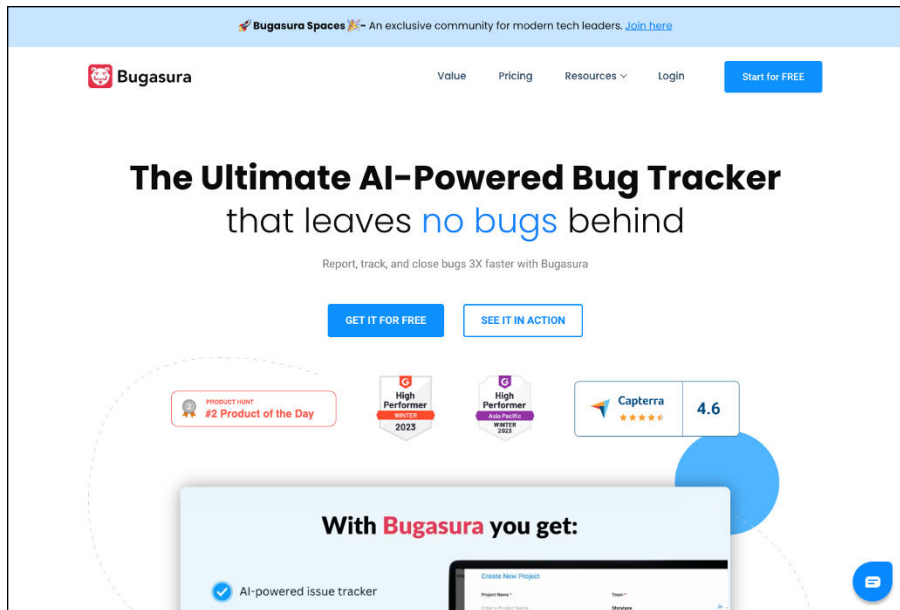 🚀 Bugasura Spaces 🎉- An exclusive community for modern tech leaders. Join here
Bugasura
Value Pricing Resources Login Start for FREE
The Ultimate AI-Powered Bug Tracker
that leaves no bugs behind
Report, track, and close bugs 3X faster with Bugasura
GET IT FOR FREE SEE IT IN ACTION
PRODUCT HUNT
#2 Product of the Day
High
Performer
WINTER
2023
High
Performer
Asia Pacific
WINTER
2023
Capterra
4.6
With Bugasura you get:
AI-powered issue tracker
Create New Project
Project Name * Team *
Enter a Project Name Storylane